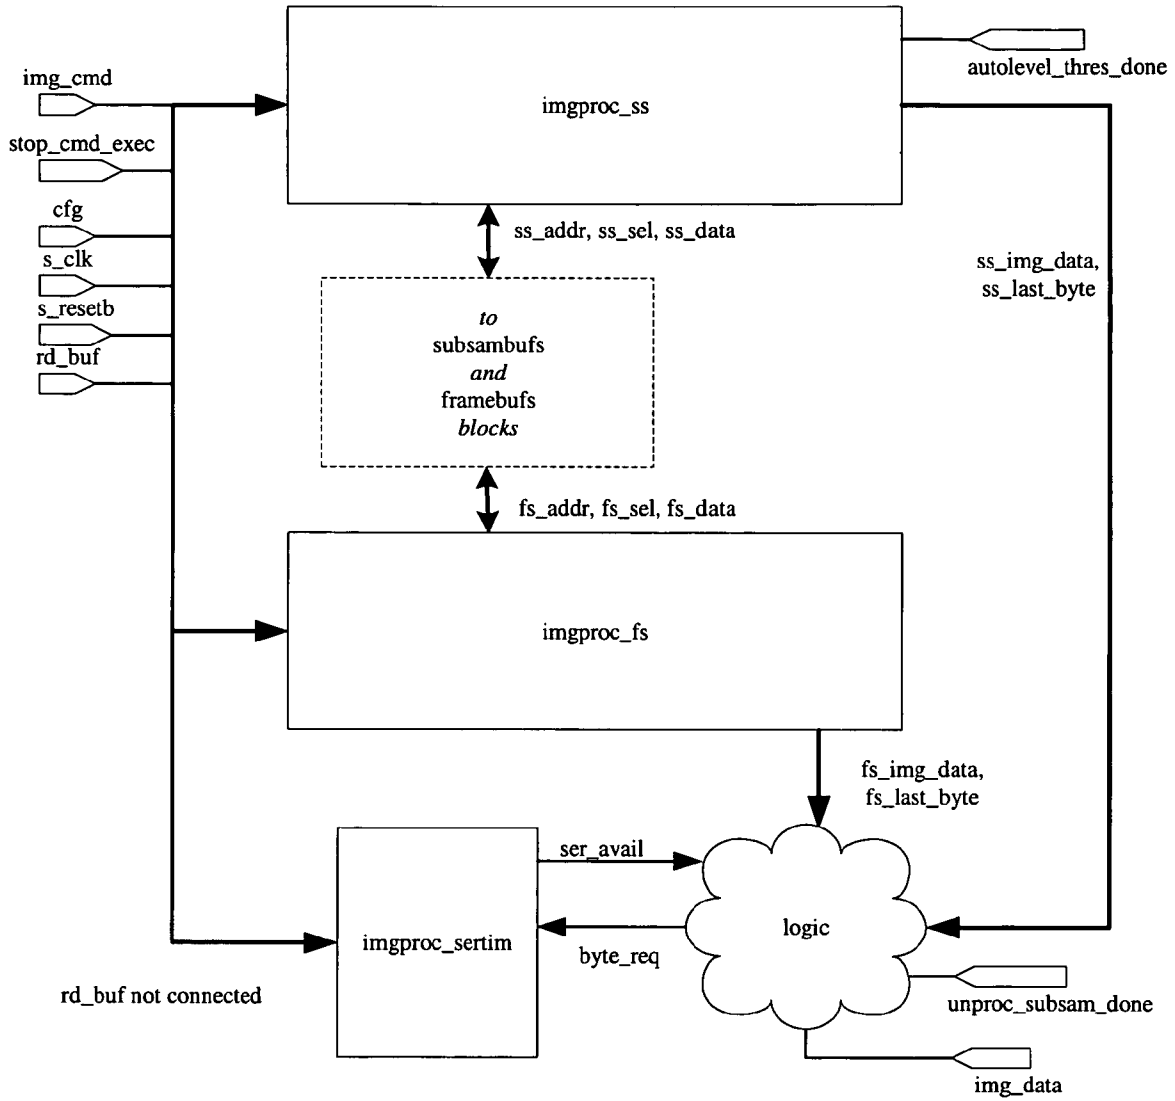 autolevel_thres_done
img_cmd
imgproc_ss
stop_cmd_exec
cfg
s_clk
s_resetb
rd_buf
ss_addr, ss_sel, ss_data
ss_img_data,
ss_last_byte
to
subsambufs
and
framebufs
blocks
fs_addr, fs_sel, fs_data
imgproc_fs
fs_img_data,
fs_last_byte
ser_avail
logic
imgproc_sertim
byte_req
rd_buf not connected
unproc_subsam_done
img_data